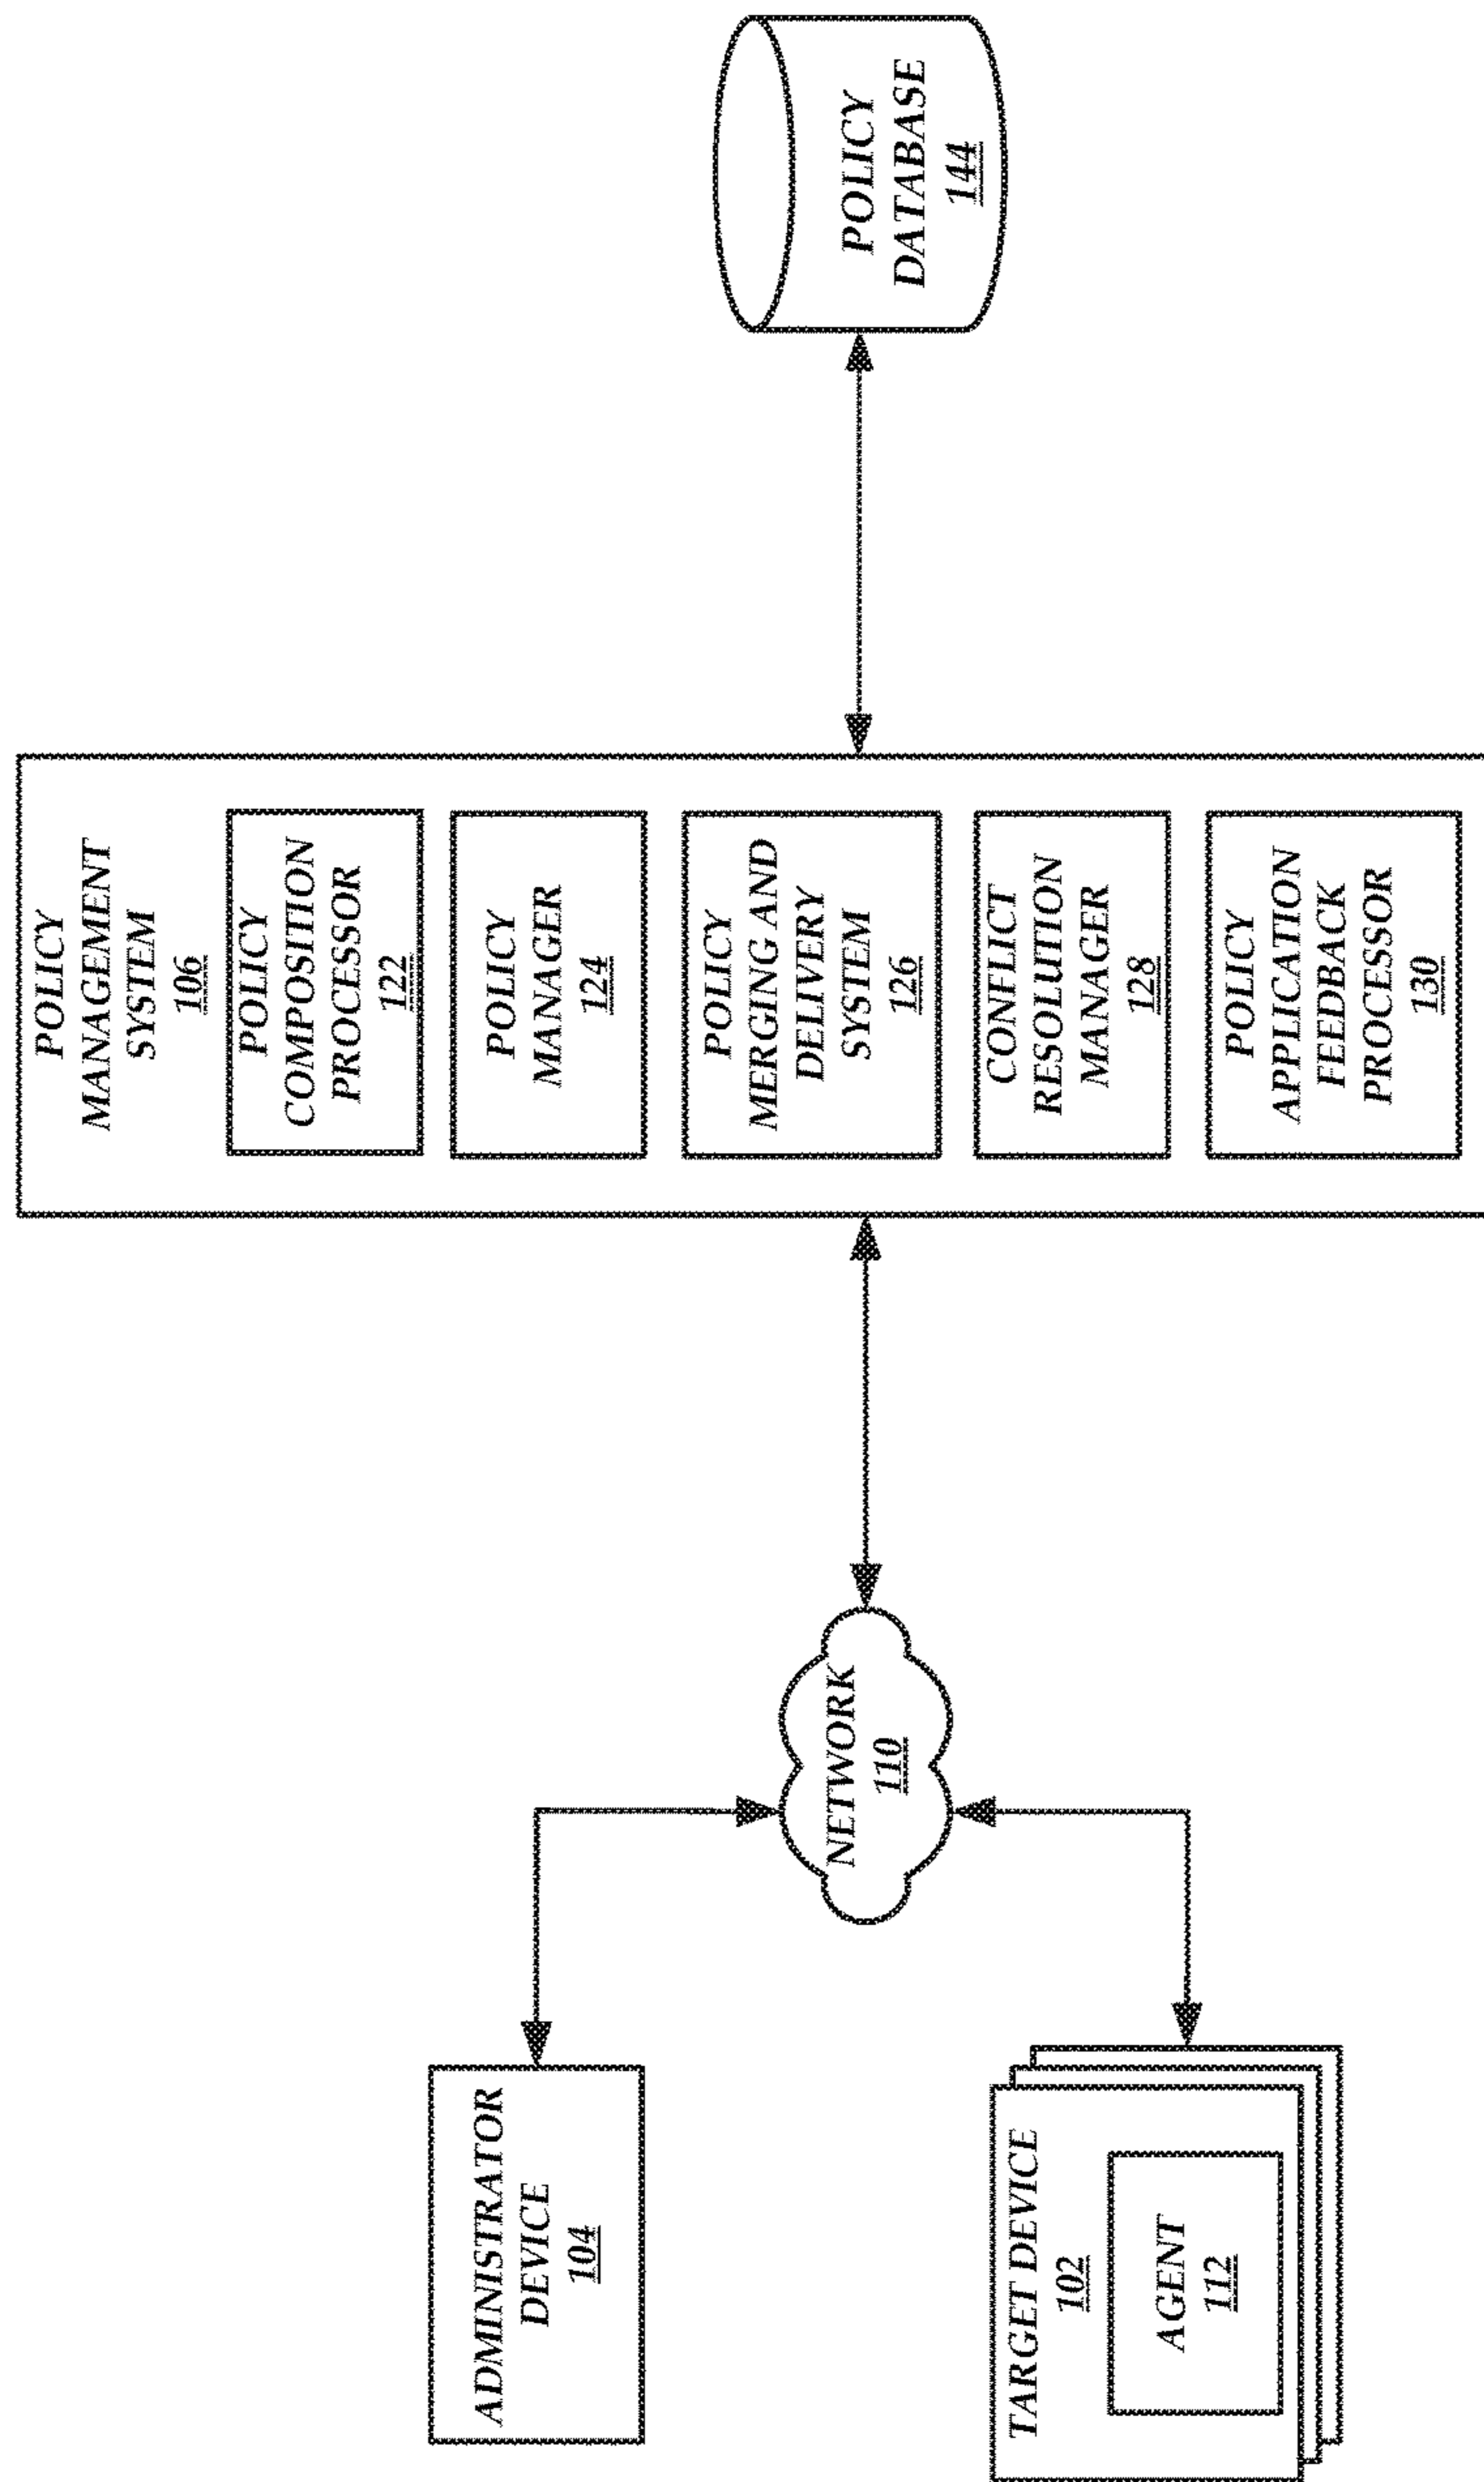 ADMINISTRATOR
DEVICE
104
TARGET DEVICE
102
AGENT
112
NETWORK
110
POLICY
MANAGEMENT
SYSTEM
106
POLICY
COMPOSITION
PROCESSOR
122
POLICY
MANAGER
124
POLICY
MERGING AND
DELIVERY
SYSTEM
126
CONFLICT
RESOLUTION
MANAGER
128
POLICY
APPLICATION
FEEDBACK
PROCESSOR
130
POLICY
DATABASE
144